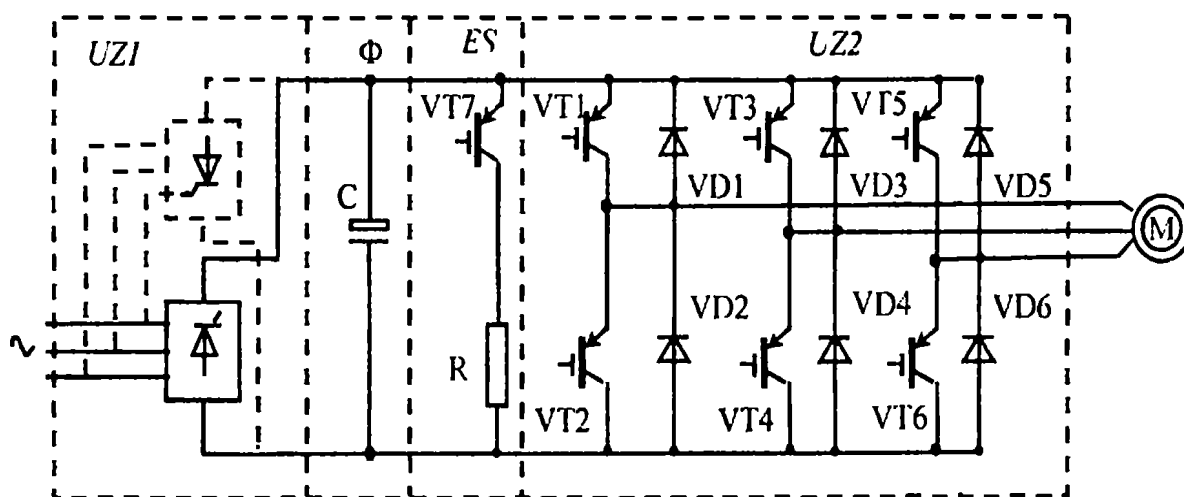 UZ1
Ф
ES
UZ2
VT7
VT1
VT3
VT5
C
VD1
VD3
VD5
M
~
R
VD2
VD4
VD6
VT2
VT4
VT6